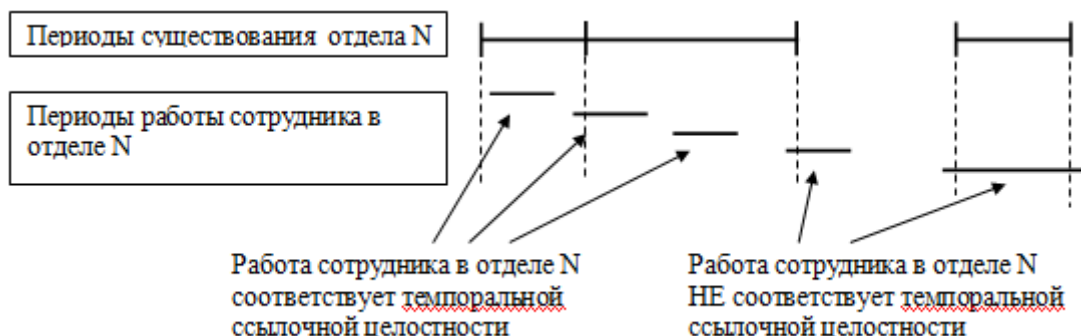 Периоды существования отдела N
Периоды работы сотрудника в
отделе N
Работа сотрудника в отделе N
соответствует темпоральной
ссылочной целостности
Работа сотрудника в отделе N
НЕ соответствует темпоральной
ссылочной целостности